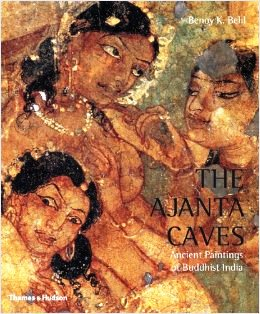 Benoy K. Behl
THE
AJANTA
CAVES
Ancient Paintings
of Buddhist India
Thames & Hudson